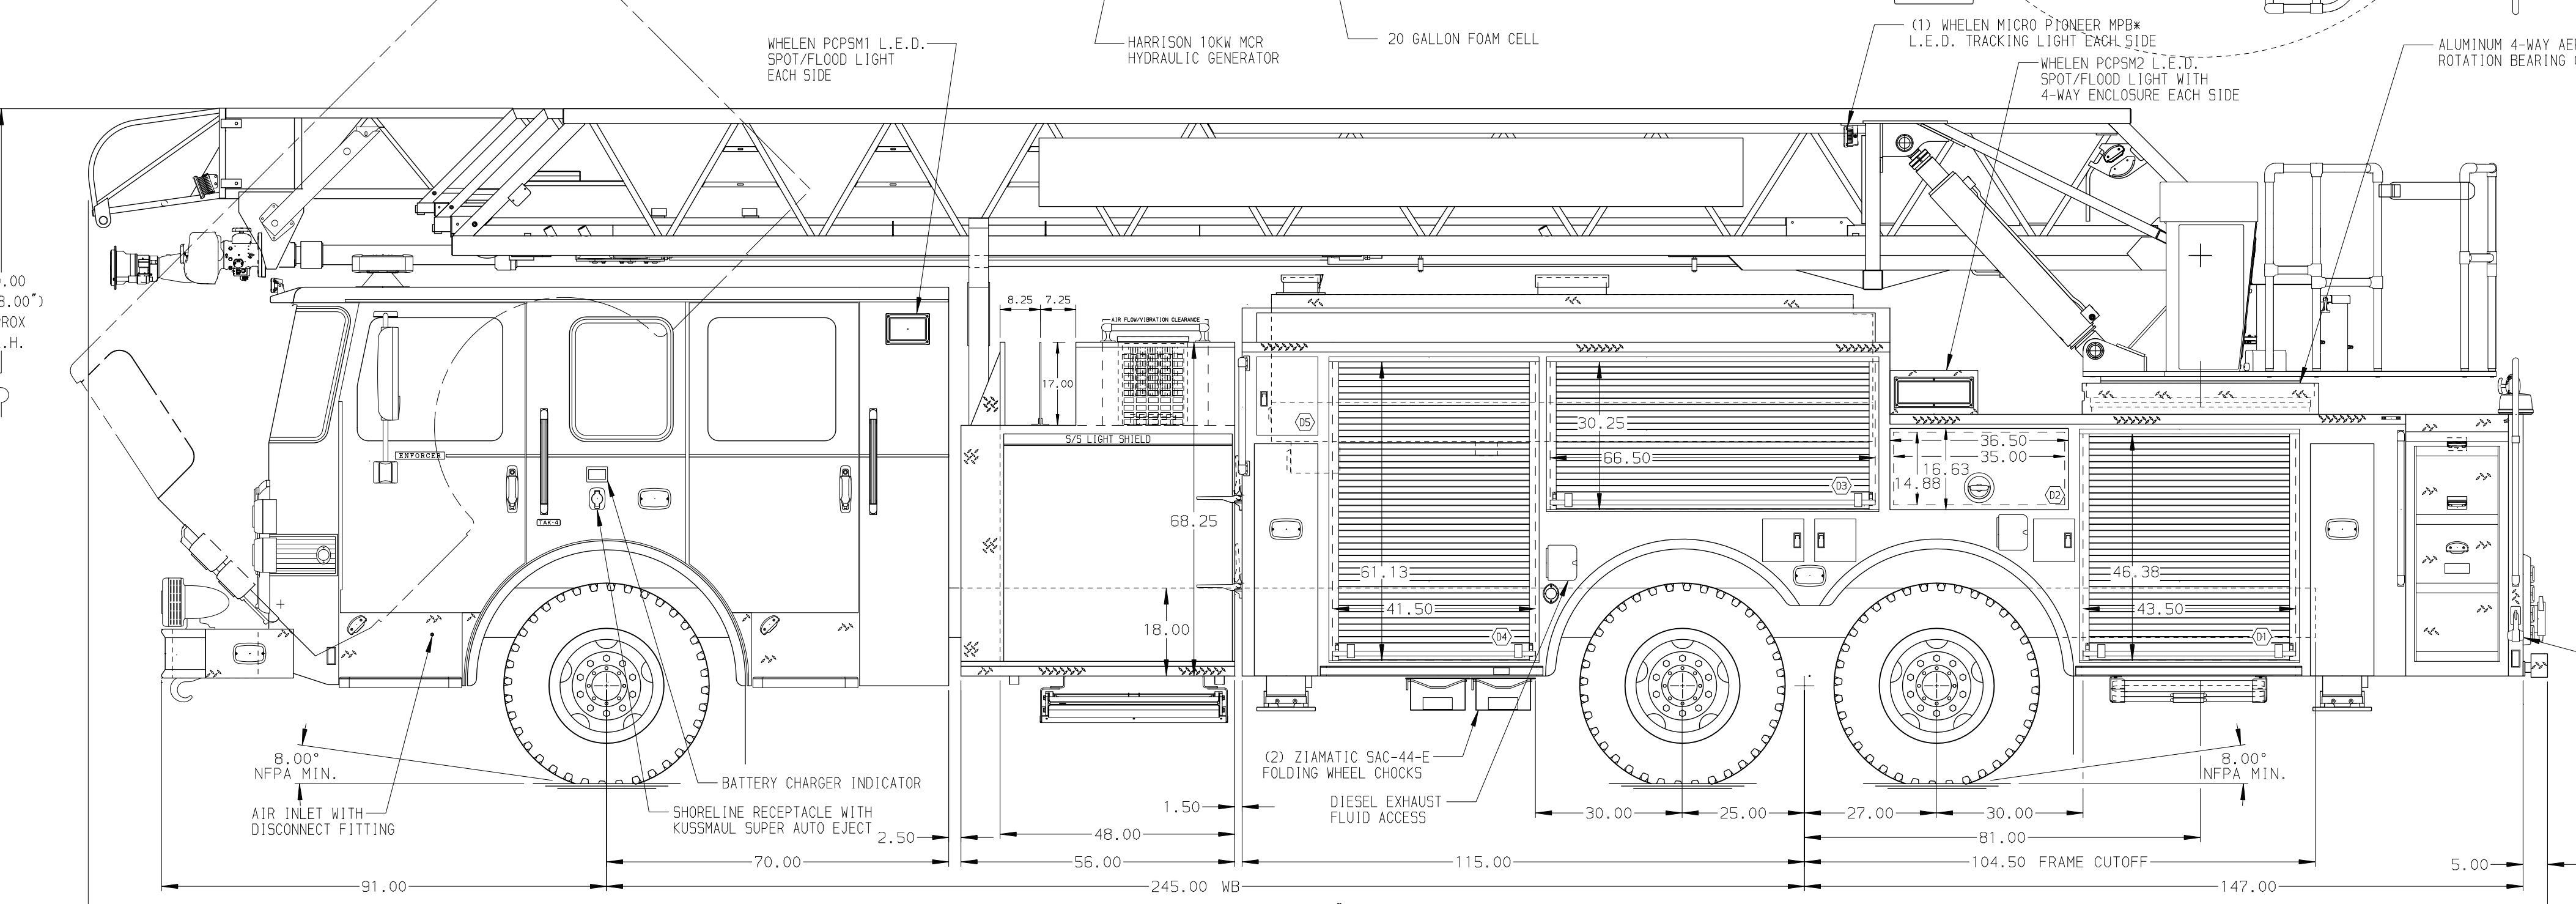 WHELEN PCPSM1 L.E.D.
SPOT/FLOOD LIGHT
EACH SIDE
HARRISON 10KW MCR
HYDRAULIC GENERATOR
20 GALLON FOAM CELL
(1) WHELEN MICRO PIONEER MPB*
L.E.D. TRACKING LIGHT EACH SIDE
WHELEN PCPSM2 L.E.D.
SPOT/FLOOD LIGHT WITH
4-WAY ENCLOSURE EACH SIDE
ALUMINUM 4-WAY
ROTATION BEARING
.00
8.00")
.H.
8.25
7.25
AIR FLOW/VIBRATION CLEARANCE
17.00
S/S LIGHT SHIELD
ENFORCER
TAK-4
68.25
18.00
D5
61.13
41.50
D4
30.25
66.50
D3
36.50
35.00
16.63
14.88
D2
46.38
43.50
D1
8.00°
NFPA MIN.
AIR INLET WITH
DISCONNECT FITTING
BATTERY CHARGER INDICATOR
SHORELINE RECEPTACLE WITH
KUSSMAUL SUPER AUTO EJECT
(2) ZIAMATIC SAC-44-E
FOLDING WHEEL CHOCKS
DIESEL EXHAUST
FLUID ACCESS
8.00°
NFPA MIN.
2.50
1.50
48.00
30.00
25.00
27.00
30.00
81.00
70.00
56.00
115.00
104.50 FRAME CUTOFF
5.00
91.00
245.00 WB
147.00